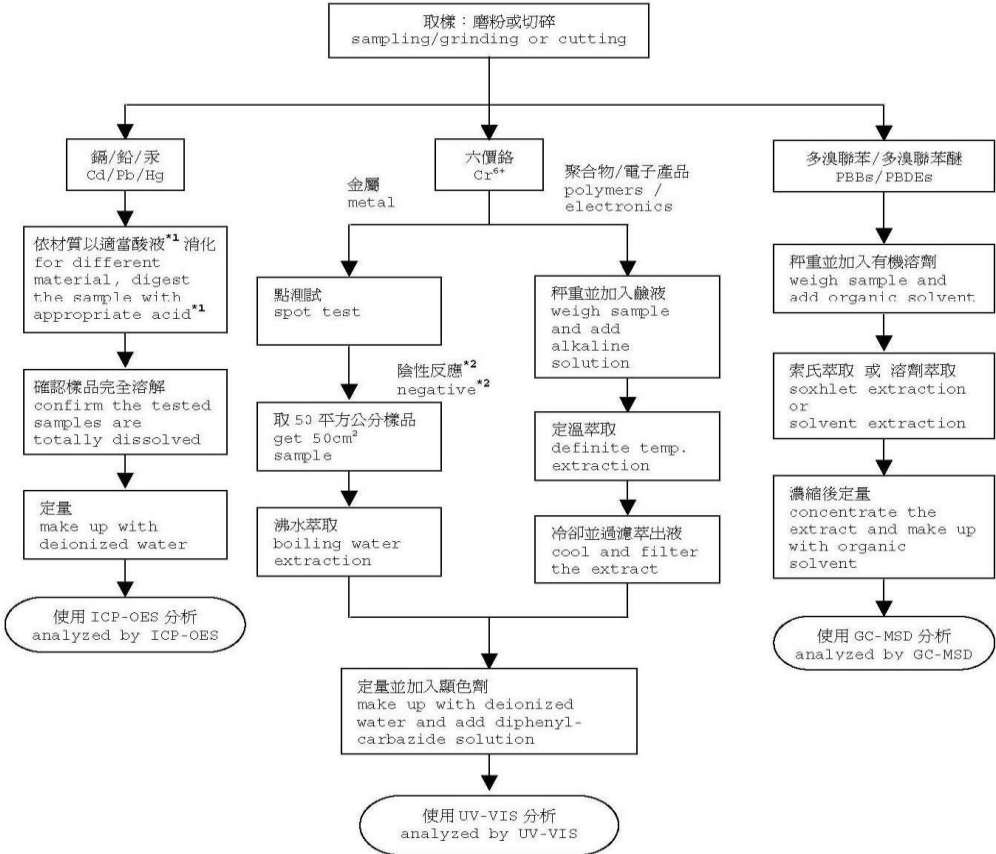 取樣：磨粉或切碎
sampling/grinding or cutting
鎘/鉛/汞
Cd/Pb/Hg
依材質以適當酸液*1 消化
for different
material, digest
the sample with
appropriate acid*1
確認樣品完全溶解
confirm the tested
samples are
totally dissolved
定量
make up with
deionized water
使用 ICP-OES 分析
analyzed by ICP-OES
六價鉻
Cr6+
金屬
metal
點測試
spot test
陰性反應*2
negative*2
取 50 平方公分樣品
get 50cm²
sample
沸水萃取
boiling water
extraction
聚合物/電子產品
polymers /
electronics
秤重並加入鹼液
weigh sample
and add
alkaline
solution
定溫萃取
definite temp.
extraction
冷卻並過濾萃出液
cool and filter
the extract
定量並加入顯色劑
make up with deionized
water and add diphenyl-
carbazide solution
使用 UV-VIS 分析
analyzed by UV-VIS
多溴聯苯/多溴聯苯醚
PBBs/PBDEs
秤重並加入有機溶劑
weigh sample and
add organic solvent
索氏萃取 或 溶劑萃取
soxhlet extraction
or
solvent extraction
濃縮後定量
concentrate the
extract and make up
with organic
solvent
使用 GC-MSD 分析
analyzed by GC-MSD